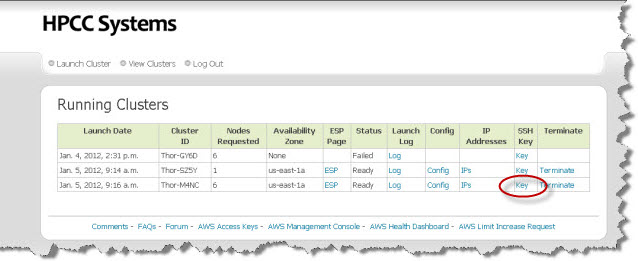 HPCC Systems
Launch Cluster View Clusters Log Out
Running Clusters
Launch Date Cluster ID Nodes Requested Availability Zone ESP Page Status Launch Log Config IP Addresses SSH Key Terminate
Jan. 4, 2012, 2:31 p.m. Thor-GY6D 6 None Failed Log Key
Jan. 5, 2012, 9:14 a.m. Thor-SZ5Y 1 us-east-1a ESP Ready Log Config IPs Key Terminate
Jan. 5, 2012, 9:16 a.m. Thor-M4NC 6 us-east-1a ESP Ready Log Config IPs Key Terminate
Comments - FAQs - Forum - AWS Access Keys - AWS Management Console - AWS Health Dashboard - AWS Limit Increase Request